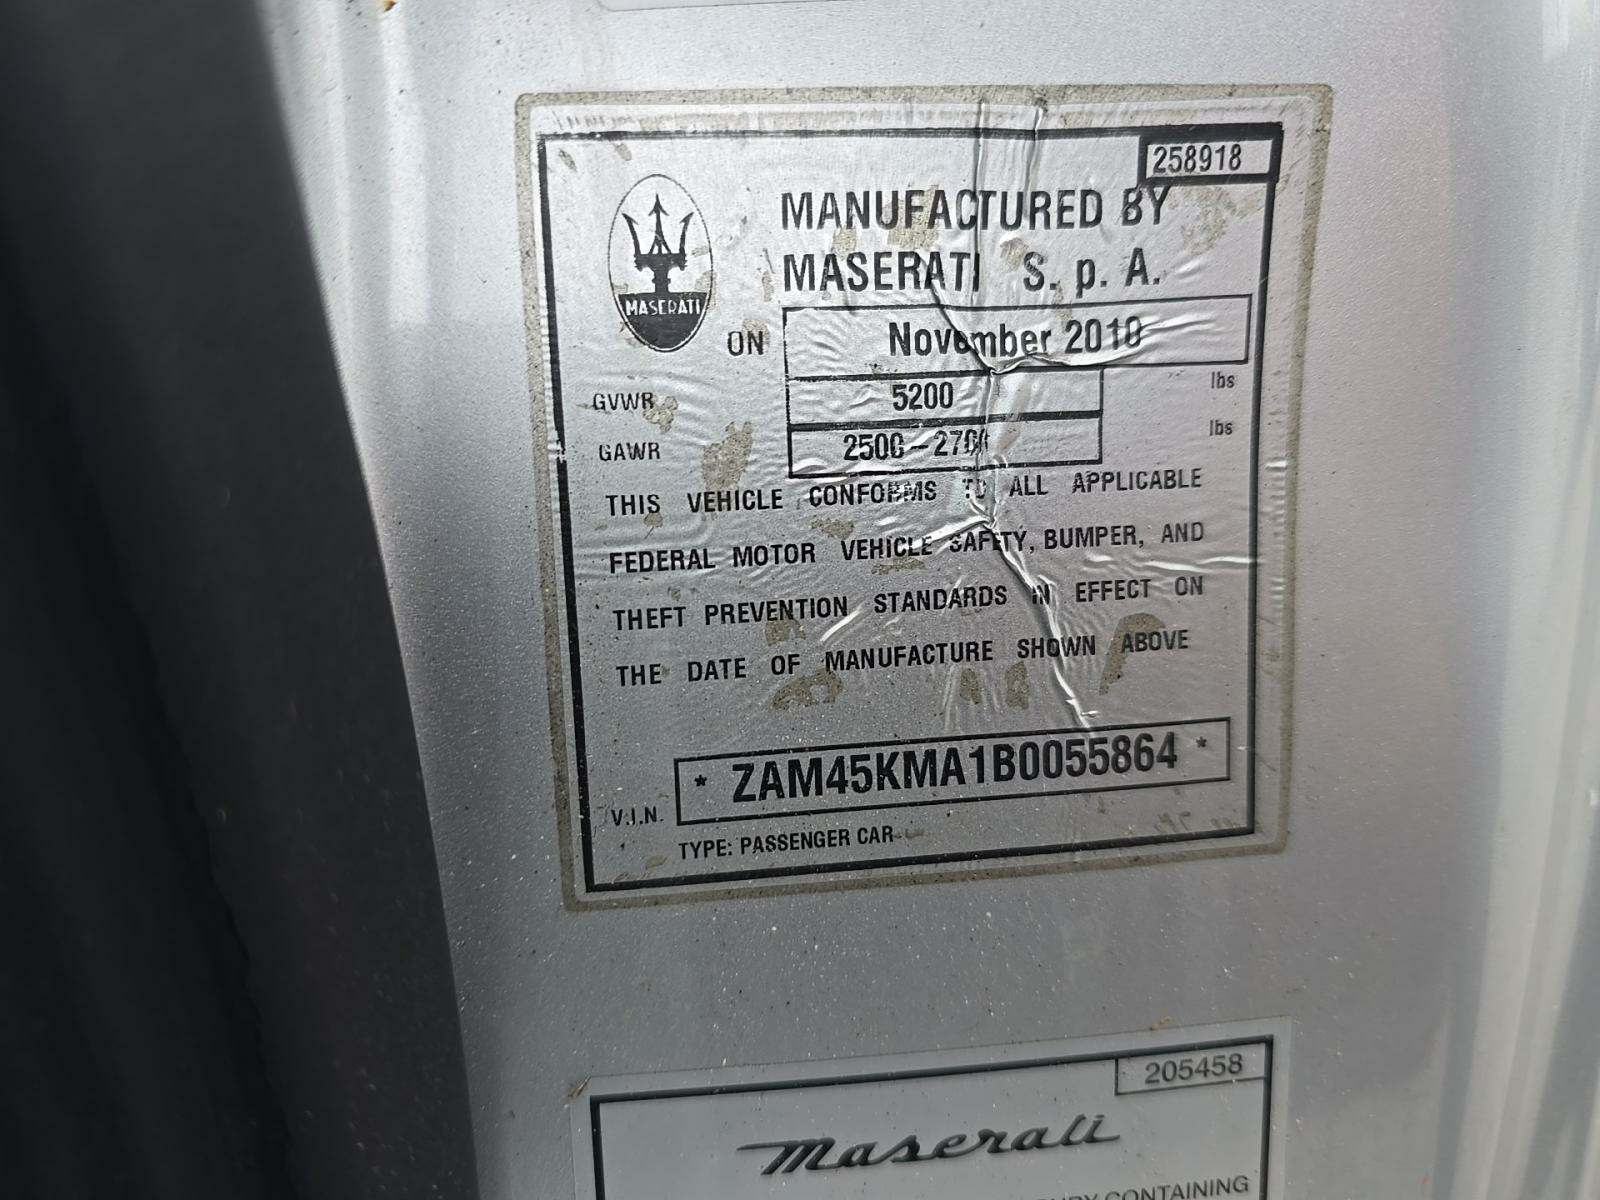 258918
MANUFACTURED BY
MASERATI S. p. A.
MASERATI
ON November 2010
GVWR 5200 lbs
GAWR 2500-2700 lbs
THIS VEHICLE CONFORMS TO ALL APPLICABLE
FEDERAL MOTOR VEHICLE SAFETY, BUMPER, AND
THEFT PREVENTION STANDARDS IN EFFECT ON
THE DATE OF MANUFACTURE SHOWN ABOVE
V.I.N. * ZAM45KMA1B0055864 *
TYPE: PASSENGER CAR
205458
Maserati
CONTAINING